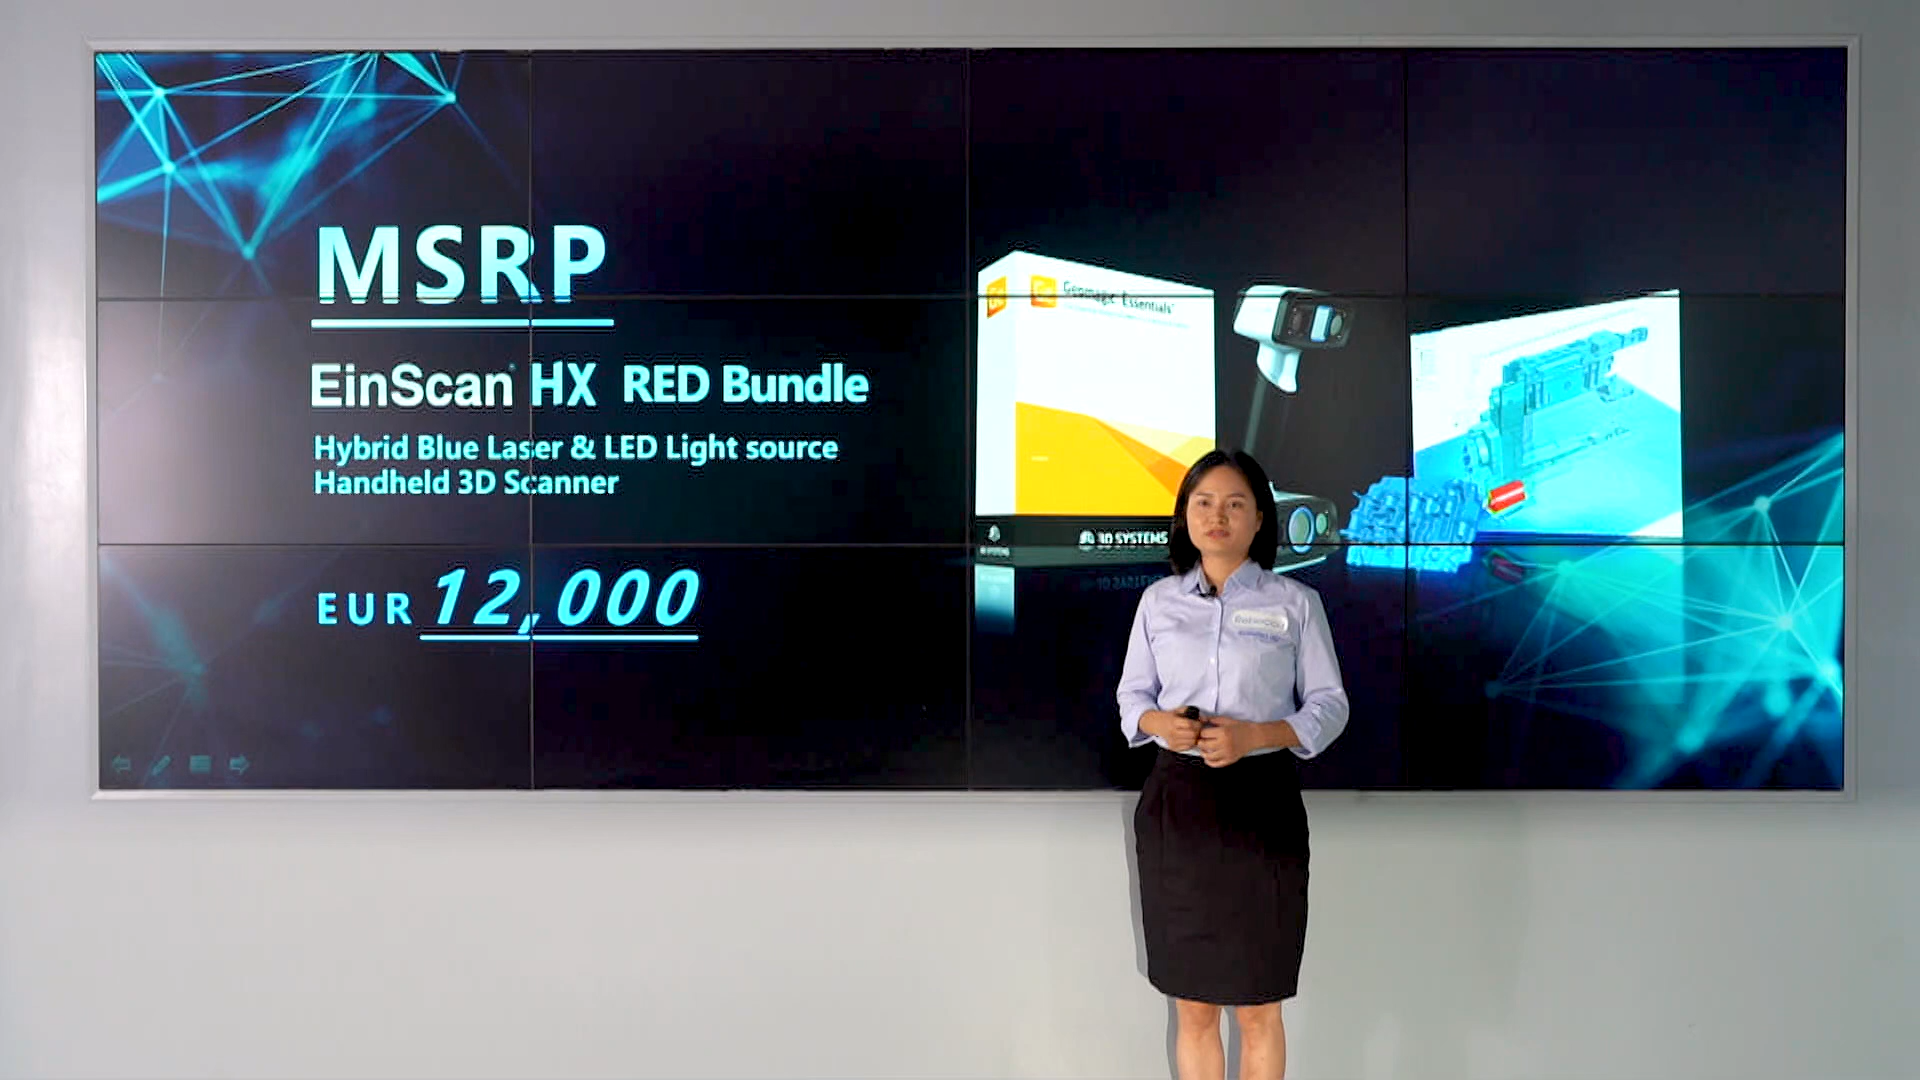 MSRP
EinScan HX RED Bundle
Hybrid Blue Laser & LED Light source
Handheld 3D Scanner
EUR 12,000
Geomagic Essentials
3D SYSTEMS